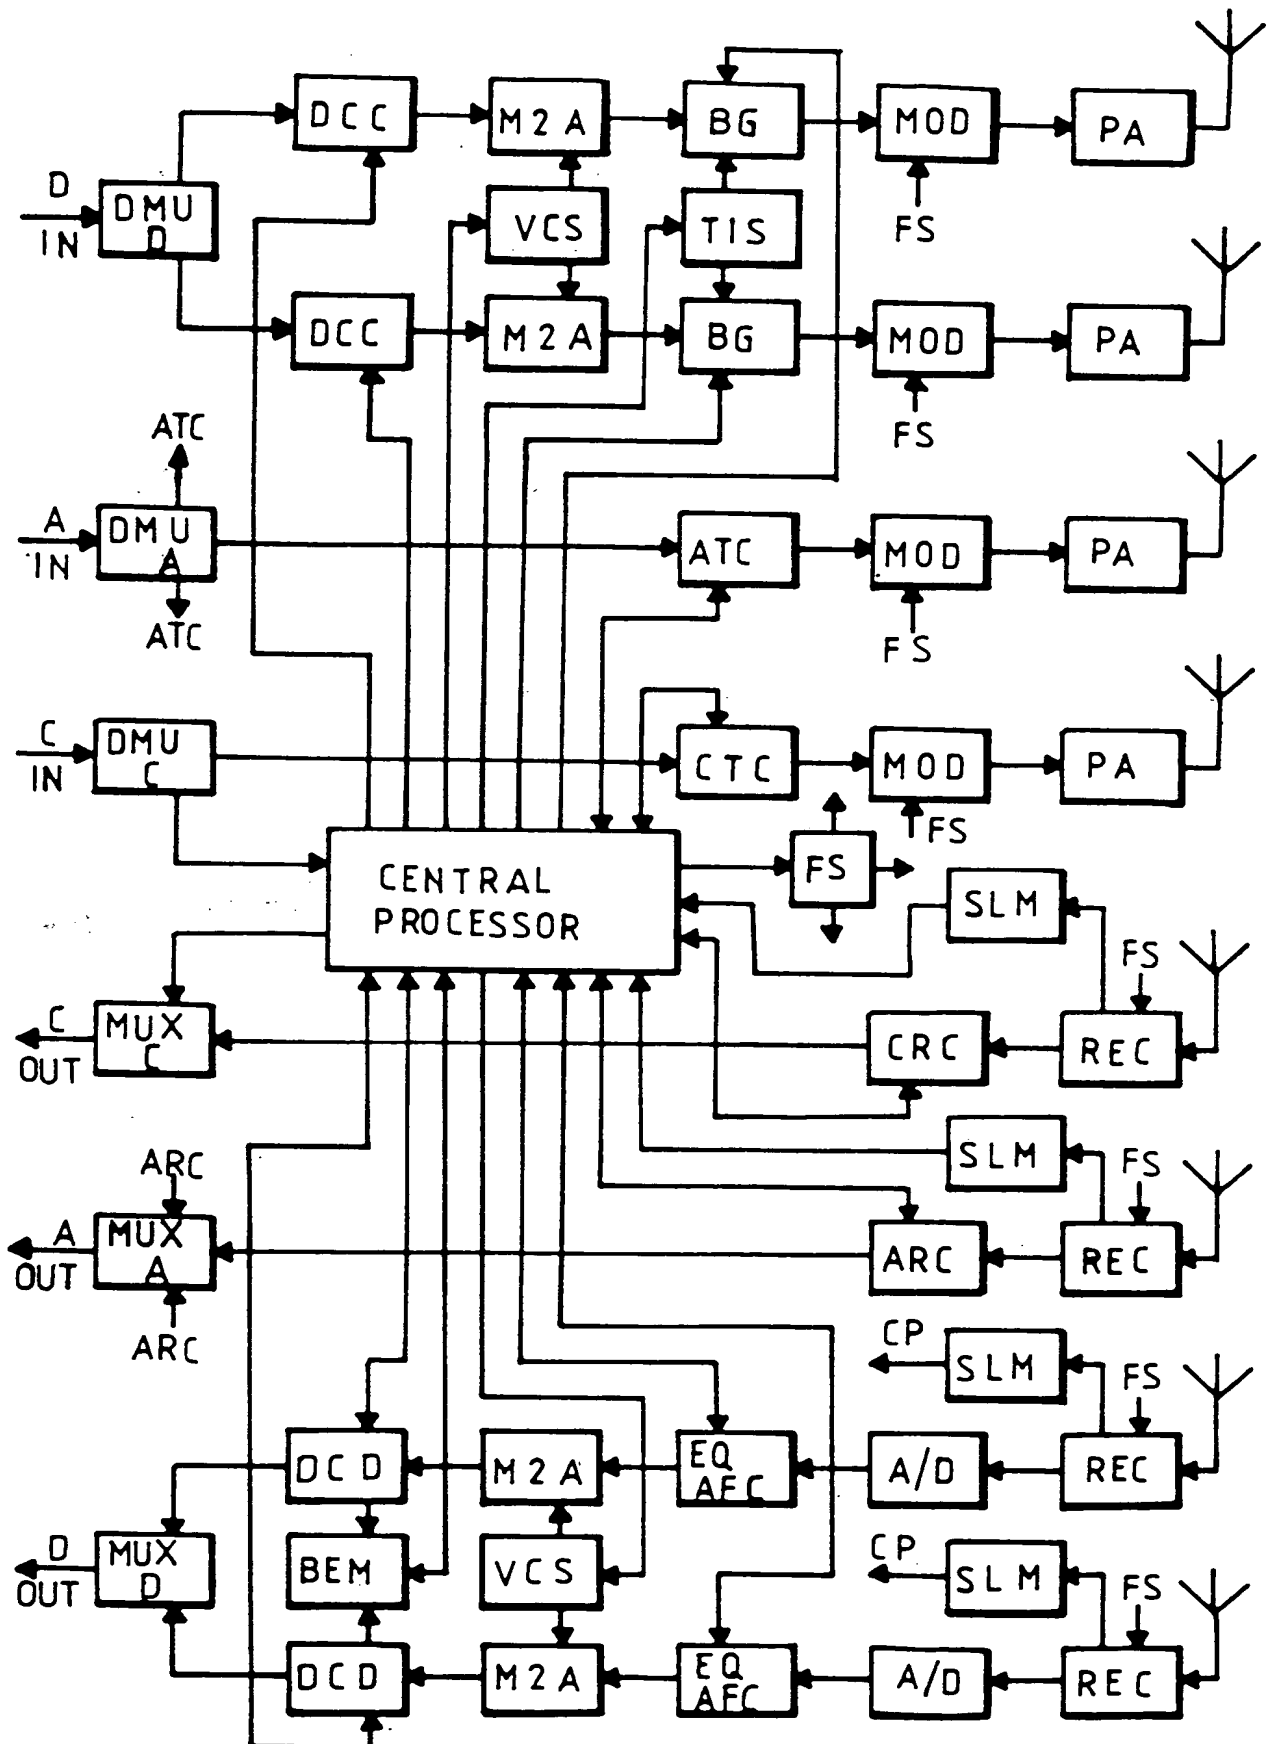 DCC
M2A
BG
MOD
PA
D
IN
DMU
D
VCS
TIS
FS
DCC
M2A
BG
MOD
PA
FS
ATC
A
IN
DMU
A
ATC
ATC
MOD
PA
FS
C
IN
DMU
C
CTC
MOD
PA
FS
CENTRAL
PROCESSOR
FS
SLM
FS
C
OUT
MUX
C
CRC
REC
SLM
FS
ARC
A
OUT
MUX
A
ARC
ARC
REC
CP
SLM
FS
DCD
M2A
EQ
AFC
A/D
REC
D
OUT
MUX
D
BEM
VCS
CP
SLM
FS
DCD
M2A
EQ
AFC
A/D
REC